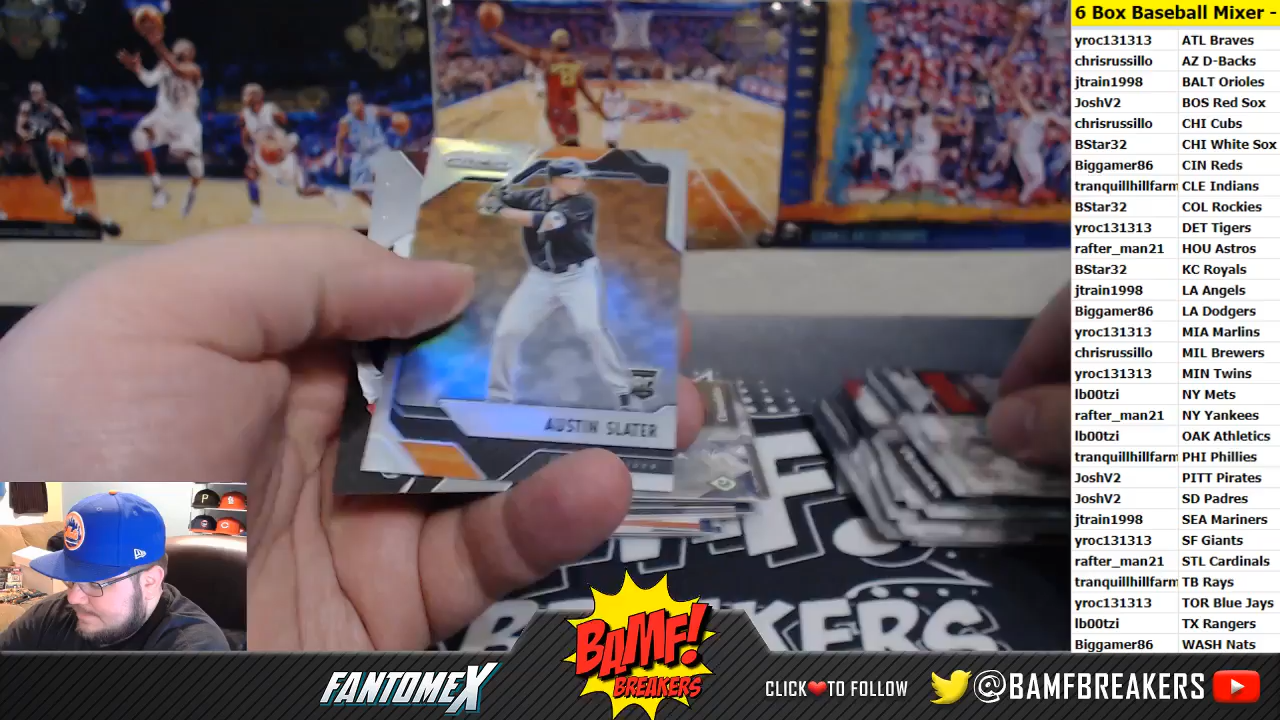 6 Box Baseball Mixer -
yroc131313 ATL Braves
chrisrussillo AZ D-Backs
jtrain1998 BALT Orioles
JoshV2 BOS Red Sox
chrisrussillo CHI Cubs
BStar32 CHI White Sox
Biggamer86 CIN Reds
tranquillhillfarm CLE Indians
BStar32 COL Rockies
yroc131313 DET Tigers
rafter_man21 HOU Astros
BStar32 KC Royals
jtrain1998 LA Angels
Biggamer86 LA Dodgers
yroc131313 MIA Marlins
chrisrussillo MIL Brewers
yroc131313 MIN Twins
lb00tzi NY Mets
rafter_man21 NY Yankees
lb00tzi OAK Athletics
tranquillhillfarm PHI Phillies
JoshV2 PITT Pirates
JoshV2 SD Padres
jtrain1998 SEA Mariners
yroc131313 SF Giants
rafter_man21 STL Cardinals
tranquillhillfarm TB Rays
yroc131313 TOR Blue Jays
lb00tzi TX Rangers
Biggamer86 WASH Nats
PRIZM
23
RC
AUSTIN SLATER
BREAKERS
FANTOMEX
BAMF!
BREAKERS
CLICK❤TO FOLLOW
@BAMFBREAKERS